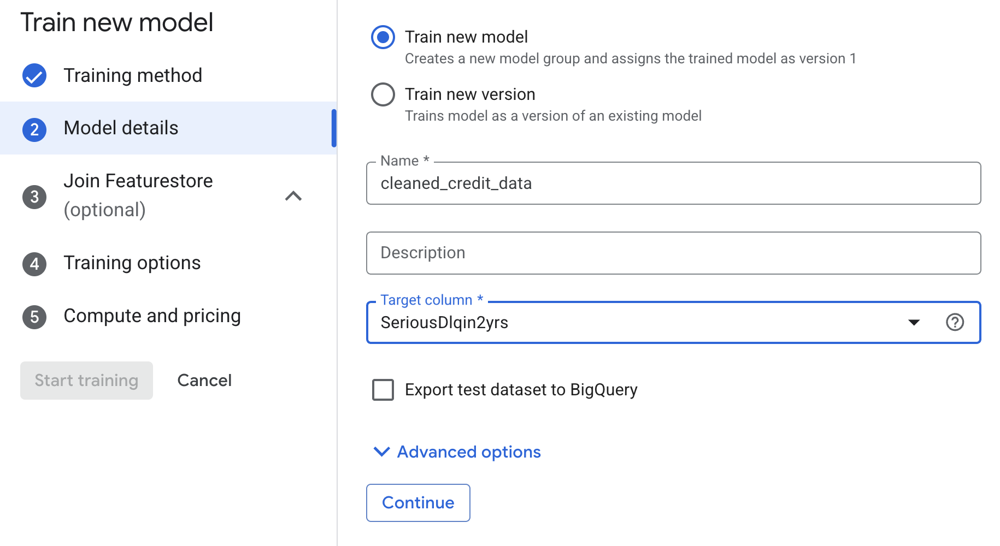 Train new model
Training method
2
Model details
3
Join Featurestore
(optional)
4
Training options
5
Compute and pricing
Start training
Cancel
Train new model
Creates a new model group and assigns the trained model as version 1
Train new version
Trains model as a version of an existing model
Name *
cleaned_credit_data
Description
Target column *
SeriousDlqin2yrs
?
Export test dataset to BigQuery
Advanced options
Continue